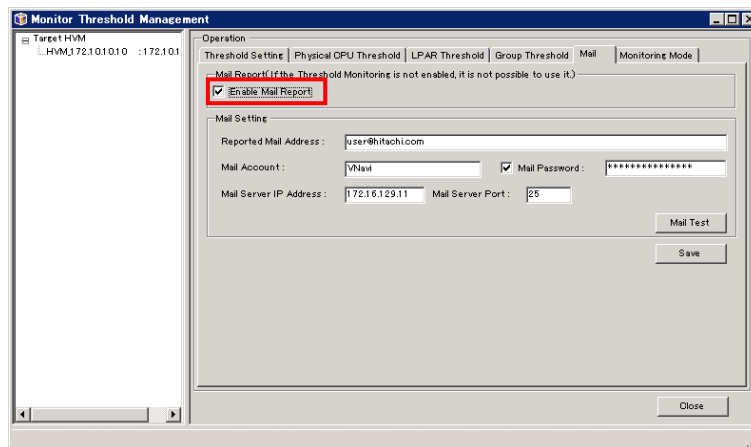 Monitor Threshold Management
Target HVM
HVM_172.10.10.10 : 172.10.1
Operation
Threshold Setting Physical CPU Threshold LPAR Threshold Group Threshold Mail Monitoring Mode
Mail Report(If the Threshold Monitoring is not enabled, it is not possible to use it.)
Enable Mail Report
Mail Setting
Reported Mail Address : user@hitachi.com
Mail Account : VNavi Mail Password : ***************
Mail Server IP Address : 172.16.129.11 Mail Server Port : 25
Mail Test
Save
Close